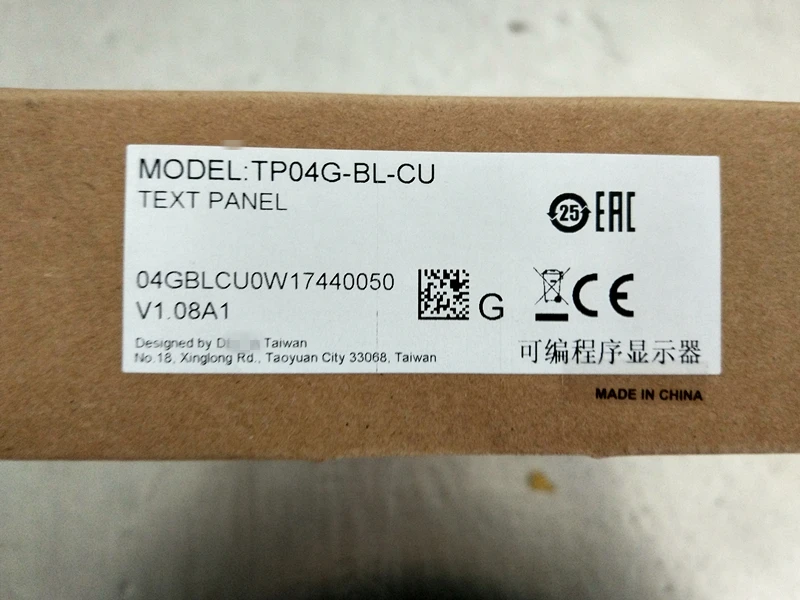 MODEL:TP04G-BL-CU
TEXT PANEL
25 EAC
04GBLCU0W17440050
G
CE
V1.08A1
Designed by Taiwan
No.18, Xinglong Rd., Taoyuan City 33068, Taiwan
可编程序显示器
MADE IN CHINA